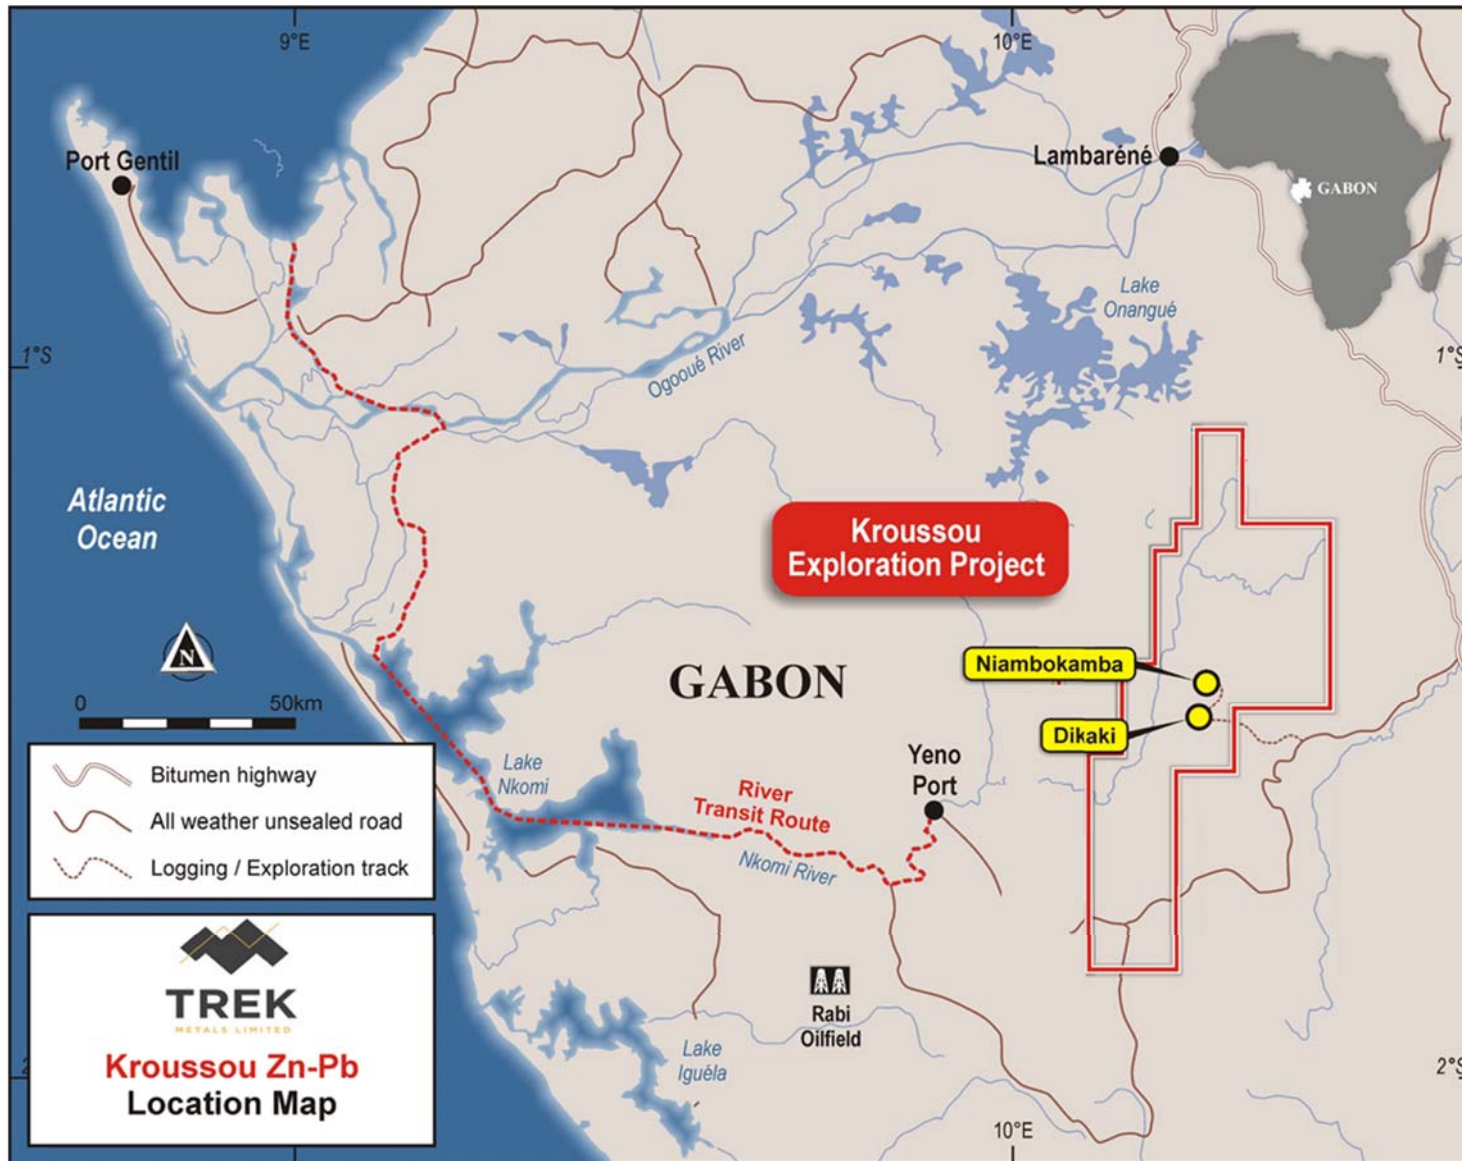 9°E
10°E
Port Gentil
Lambaréné
GABON
Lake
Onangué
1°S
1°S
Ogooué River
Atlantic
Ocean
Kroussou
Exploration Project
N
GABON
Niambokamba
Dikaki
0 50km
Yeno
Port
Lake
Nkomi
River
Transit Route
Nkomi River
Bitumen highway
All weather unsealed road
Logging / Exploration track
TREK
METALS LIMITED
Kroussou Zn-Pb
Location Map
Rabi
Oilfield
Lake
Iguéla
2
2°S
10°E